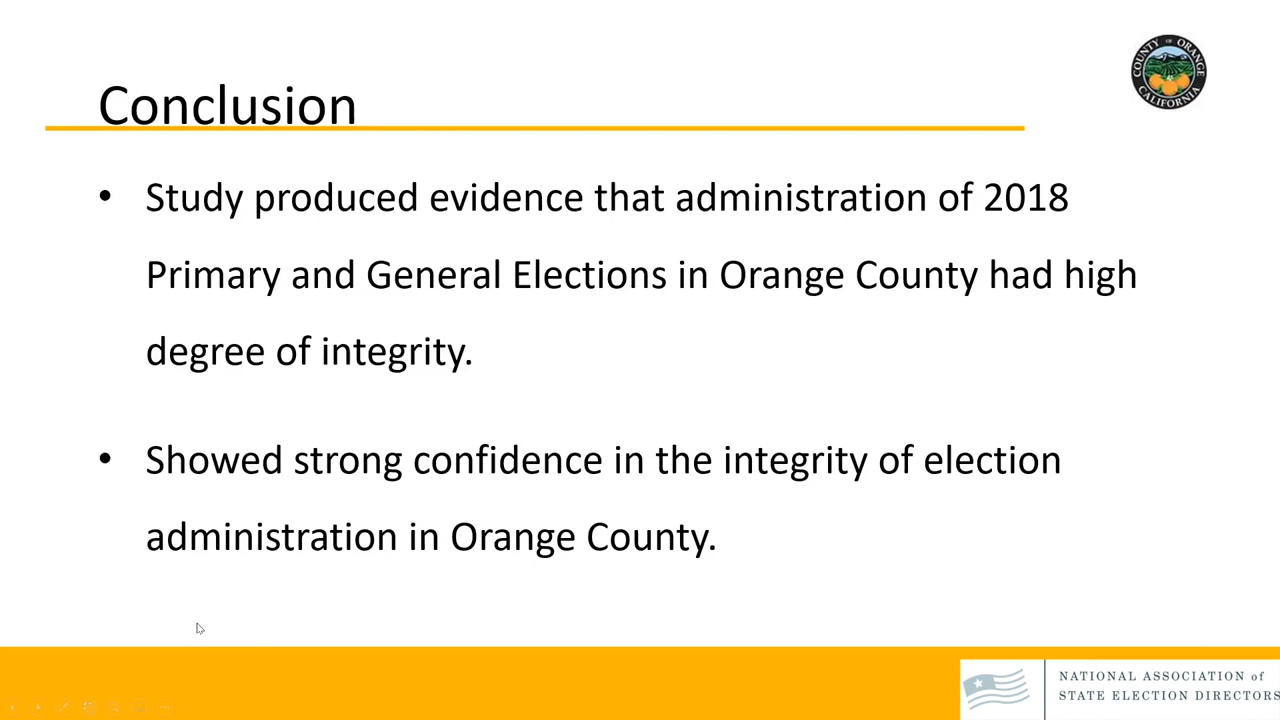 COUNTY OF ORANGE
CALIFORNIA
Conclusion
• Study produced evidence that administration of 2018
Primary and General Elections in Orange County had high
degree of integrity.
• Showed strong confidence in the integrity of election
administration in Orange County.
NATIONAL ASSOCIATION of
STATE ELECTION DIRECTORS